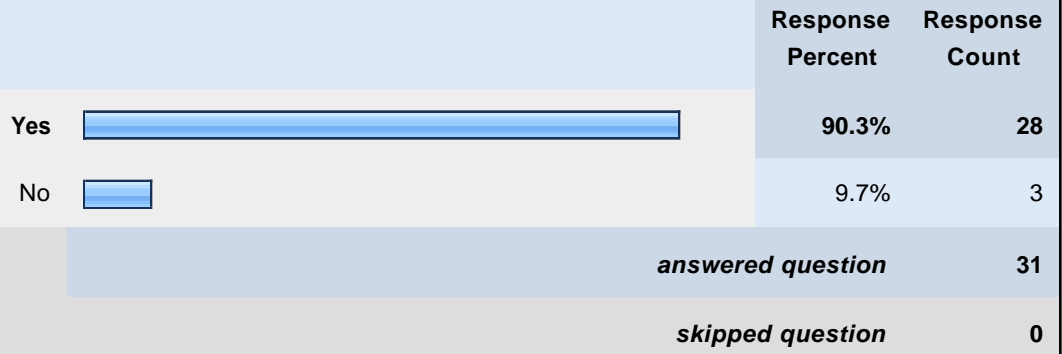 Response Percent Response Count
Yes 90.3% 28
No 9.7% 3
answered question 31
skipped question 0